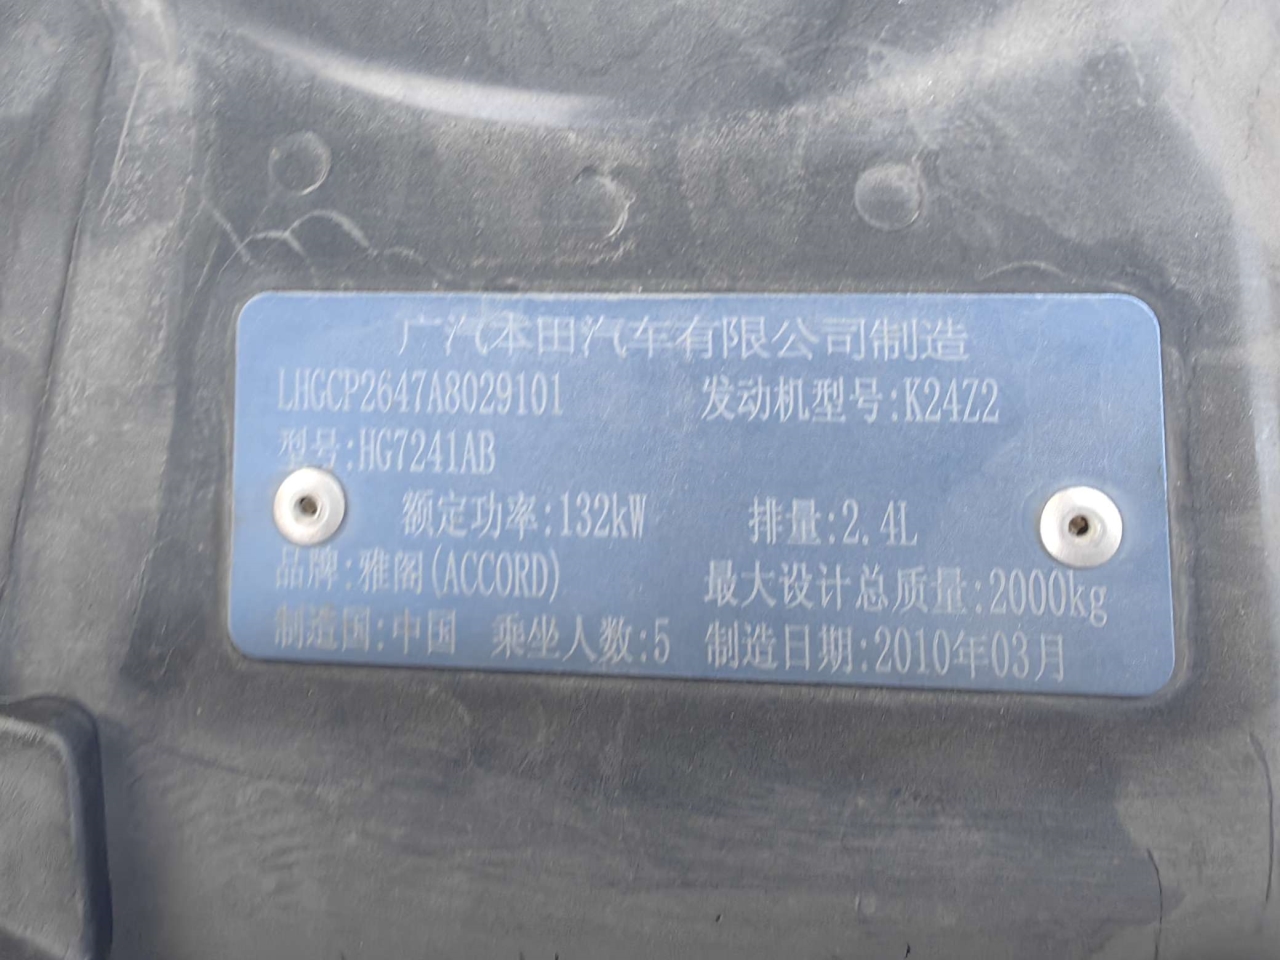 广汽本田汽车有限公司制造
LHGCP2647A8029101 发动机型号:K24Z2
型号:HG7241AB
额定功率:132kW 排量:2.4L
品牌:雅阁(ACCORD) 最大设计总质量:2000kg
制造国:中国 乘坐人数:5 制造日期:2010年03月